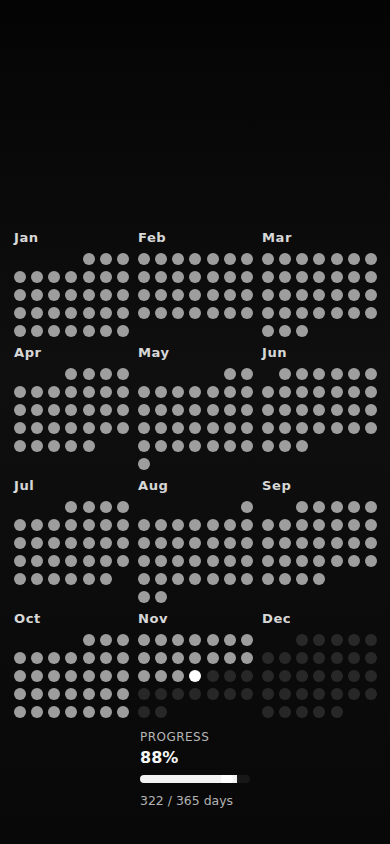 Jan Feb Mar
Apr May Jun
Jul Aug Sep
Oct Nov Dec
PROGRESS
88%
322 / 365 days